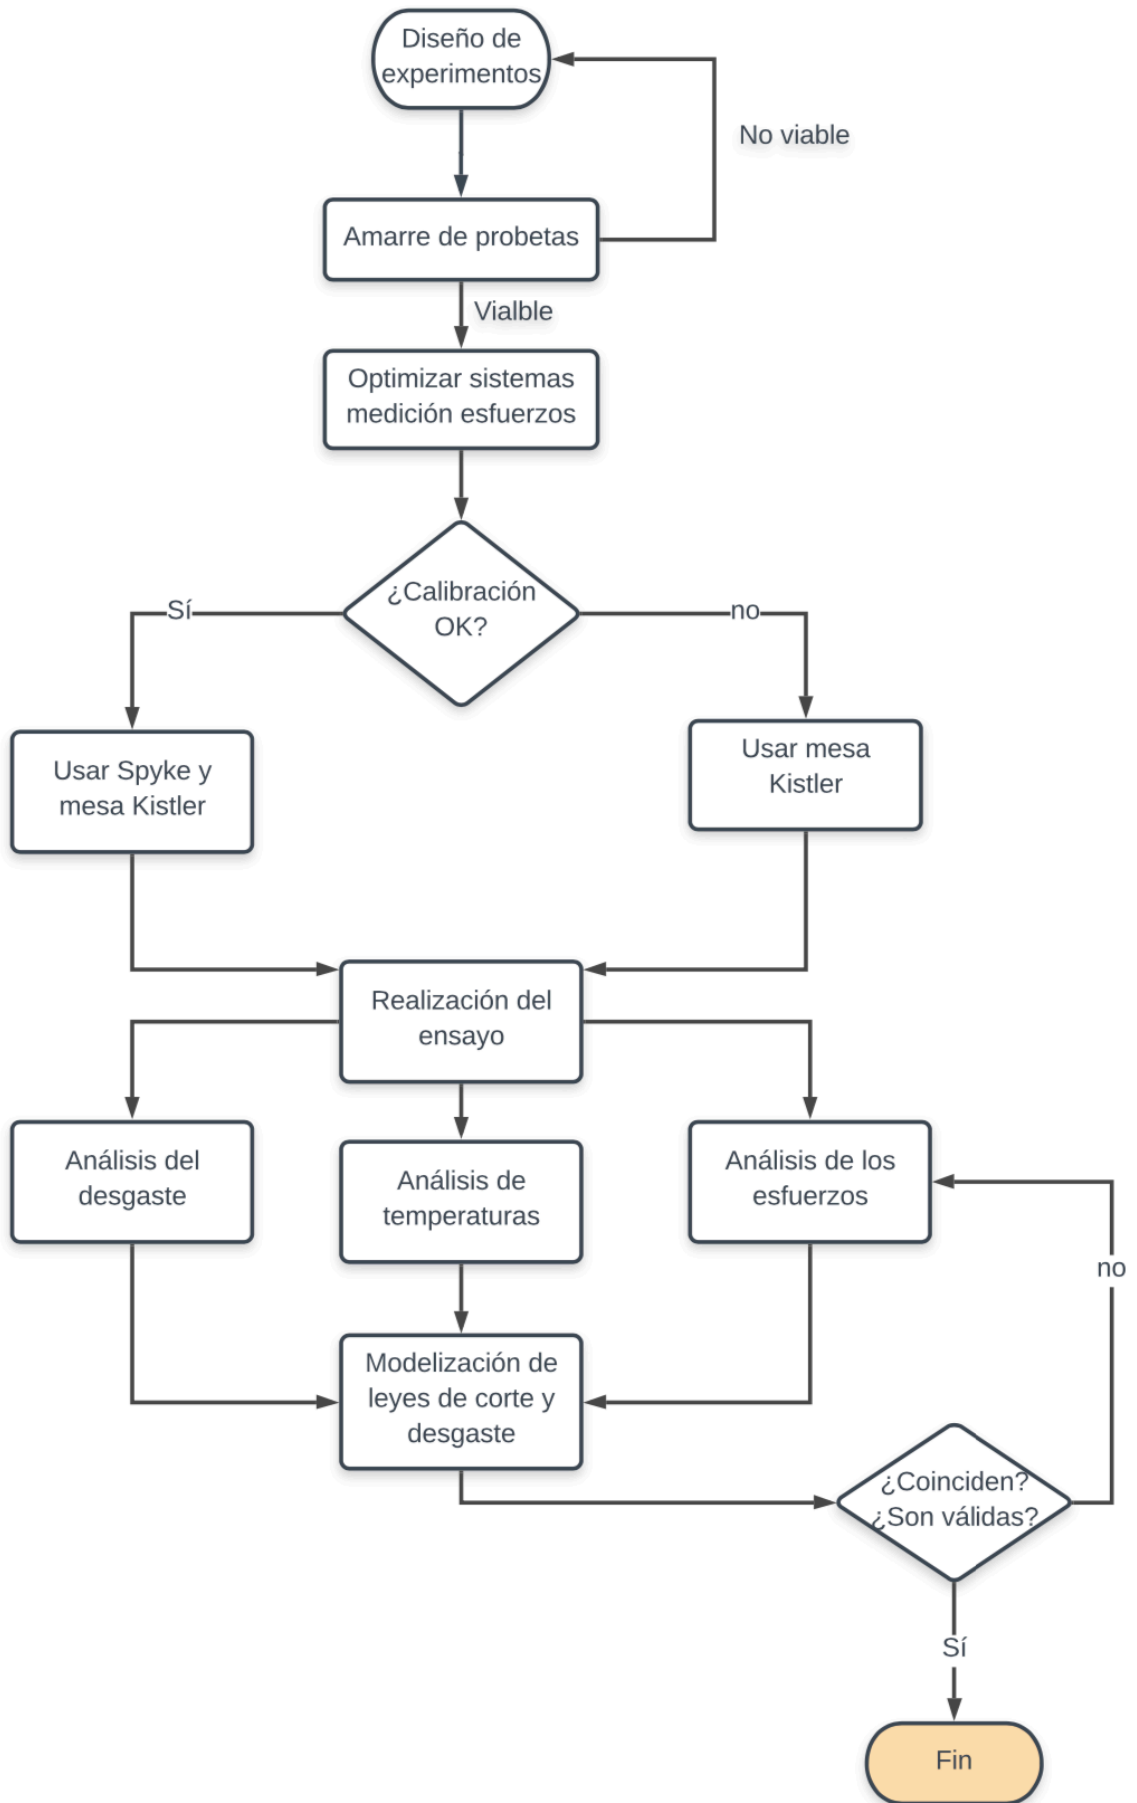 Diseño de
experimentos
No viable
Amarre de probetas
Vialble
Optimizar sistemas
medición esfuerzos
¿Calibración
OK?
Sí
no
Usar Spyke y
mesa Kistler
Usar mesa
Kistler
Realización del
ensayo
Análisis del
desgaste
Análisis de
temperaturas
Análisis de los
esfuerzos
no
Modelización de
leyes de corte y
desgaste
¿Coinciden?
¿Son válidas?
Sí
Fin